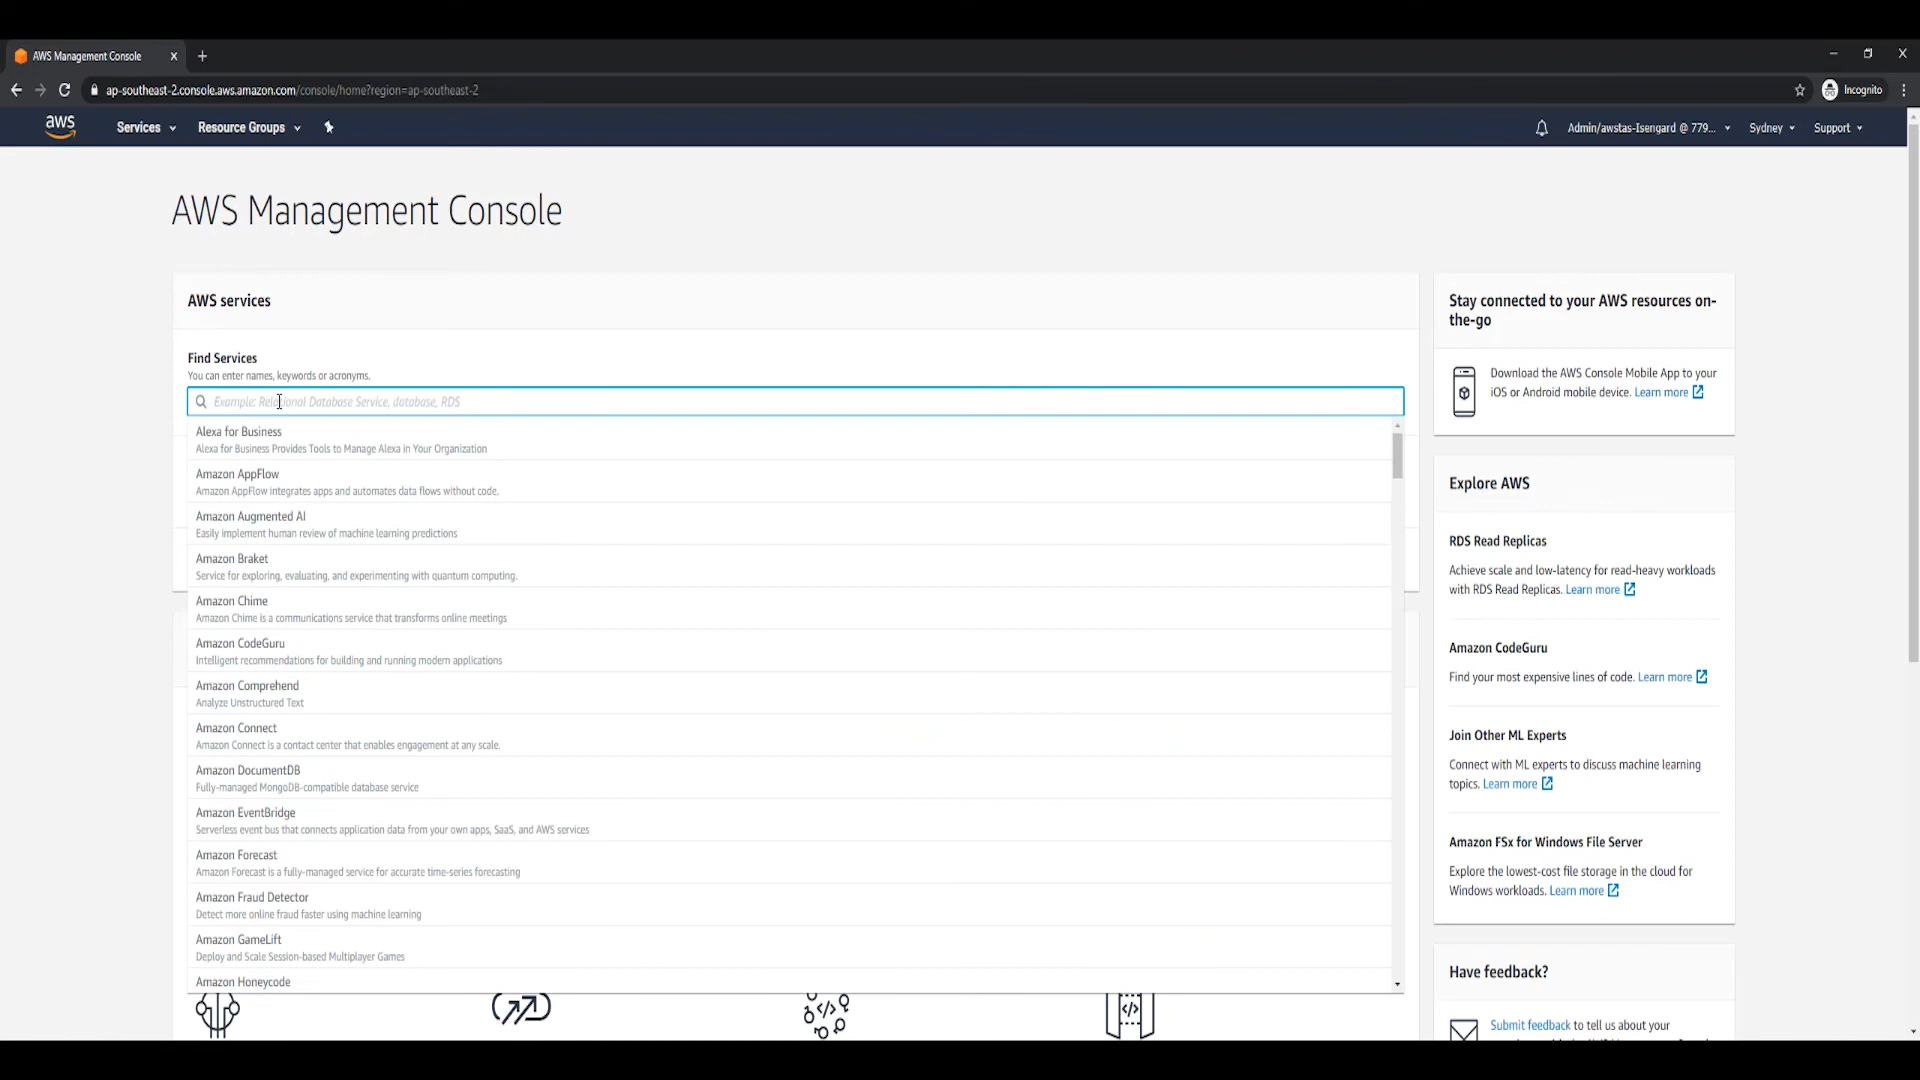 AWS Management Console
ap-southeast-2.console.aws.amazon.com/console/home?region=ap-southeast-2
Incognito
aws
Services
Resource Groups
Admin/awstas-Isengard @ 779...
Sydney
Support
AWS Management Console
AWS services
Find Services
You can enter names, keywords or acronyms.
Example: Relational Database Service, database, RDS
Alexa for Business
Alexa for Business Provides Tools to Manage Alexa in Your Organization
Amazon AppFlow
Amazon AppFlow integrates apps and automates data flows without code.
Amazon Augmented AI
Easily implement human review of machine learning predictions
Amazon Braket
Service for exploring, evaluating, and experimenting with quantum computing.
Amazon Chime
Amazon Chime is a communications service that transforms online meetings
Amazon CodeGuru
Intelligent recommendations for building and running modern applications
Amazon Comprehend
Analyze Unstructured Text
Amazon Connect
Amazon Connect is a contact center that enables engagement at any scale.
Amazon DocumentDB
Fully-managed MongoDB-compatible database service
Amazon EventBridge
Serverless event bus that connects application data from your own apps, SaaS, and AWS services
Amazon Forecast
Amazon Forecast is a fully-managed service for accurate time-series forecasting
Amazon Fraud Detector
Detect more online fraud faster using machine learning
Amazon GameLift
Deploy and Scale Session-based Multiplayer Games
Amazon Honeycode
Stay connected to your AWS resources on-
the-go
Download the AWS Console Mobile App to your
iOS or Android mobile device. Learn more
Explore AWS
RDS Read Replicas
Achieve scale and low-latency for read-heavy workloads
with RDS Read Replicas. Learn more
Amazon CodeGuru
Find your most expensive lines of code. Learn more
Join Other ML Experts
Connect with ML experts to discuss machine learning
topics. Learn more
Amazon FSx for Windows File Server
Explore the lowest-cost file storage in the cloud for
Windows workloads. Learn more
Have feedback?
Submit feedback to tell us about your